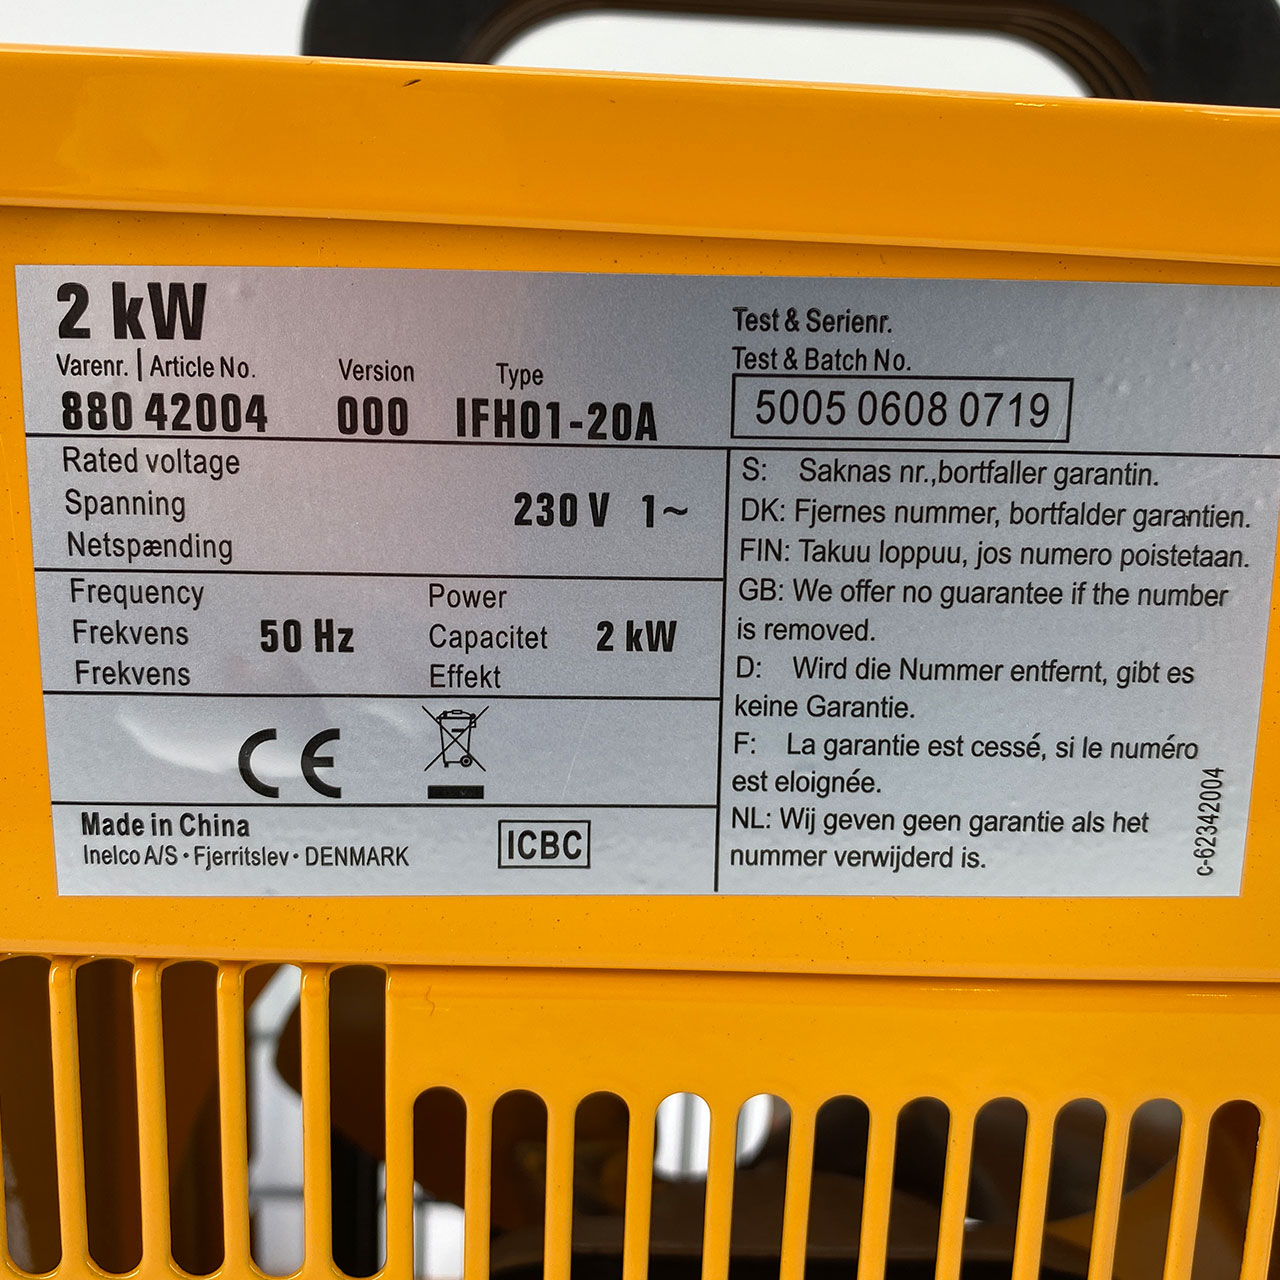 2 kW
Varenr. | Article No.
Version
Type
880 42004
000
IFH01-20A
Test & Serienr.
Test & Batch No.
5005 0608 0719
Rated voltage
Spanning
Netspænding
230 V 1~
Frequency
Frekvens
Frekvens
50 Hz
Power
Capacitet
Effekt
2 kW
CE
Made in China
Inelco A/S · Fjerritslev · DENMARK
ICBC
S: Saknas nr.,bortfaller garantin.
DK: Fjernes nummer, bortfalder garantien.
FIN: Takuu loppuu, jos numero poistetaan.
GB: We offer no guarantee if the number
is removed.
D: Wird die Nummer entfernt, gibt es
keine Garantie.
F: La garantie est cessé, si le numéro
est eloignée.
NL: Wij geven geen garantie als het
nummer verwijderd is.
c-62342004